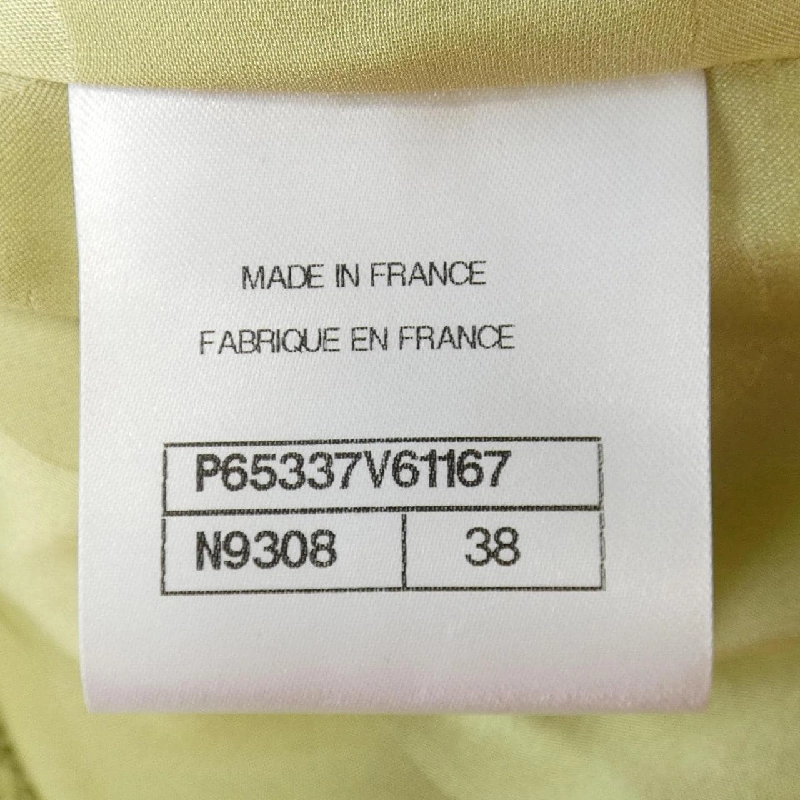 MADE IN FRANCE
FABRIQUE EN FRANCE
P65337V61167
N9308 38